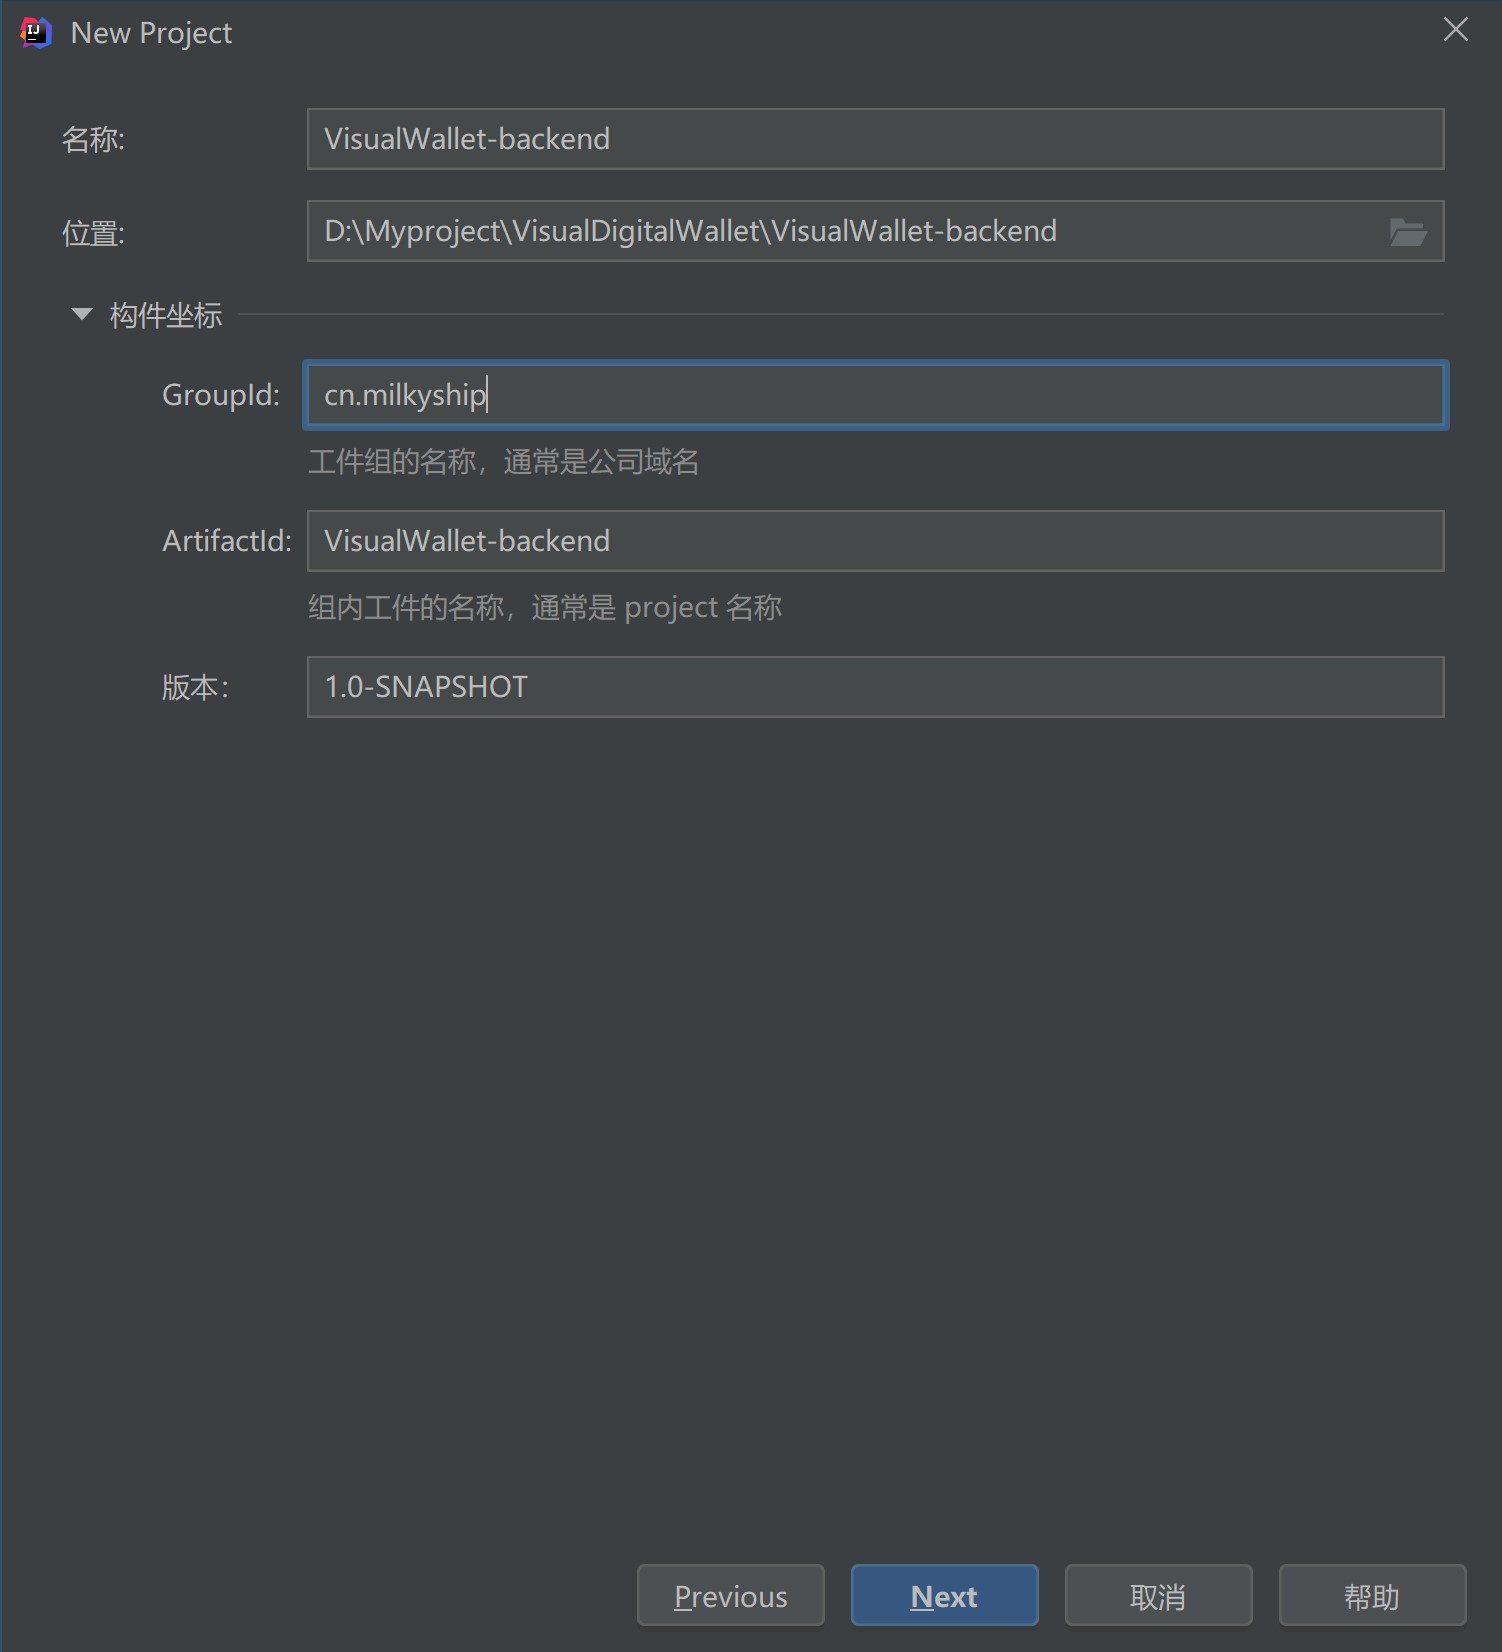 New Project
名称: VisualWallet-backend
位置: D:\Myproject\VisualDigitalWallet\VisualWallet-backend
构件坐标
GroupId: cn.milkyship
工件组的名称，通常是公司域名
ArtifactId: VisualWallet-backend
组内工件的名称，通常是 project 名称
版本： 1.0-SNAPSHOT
Previous Next 取消 帮助